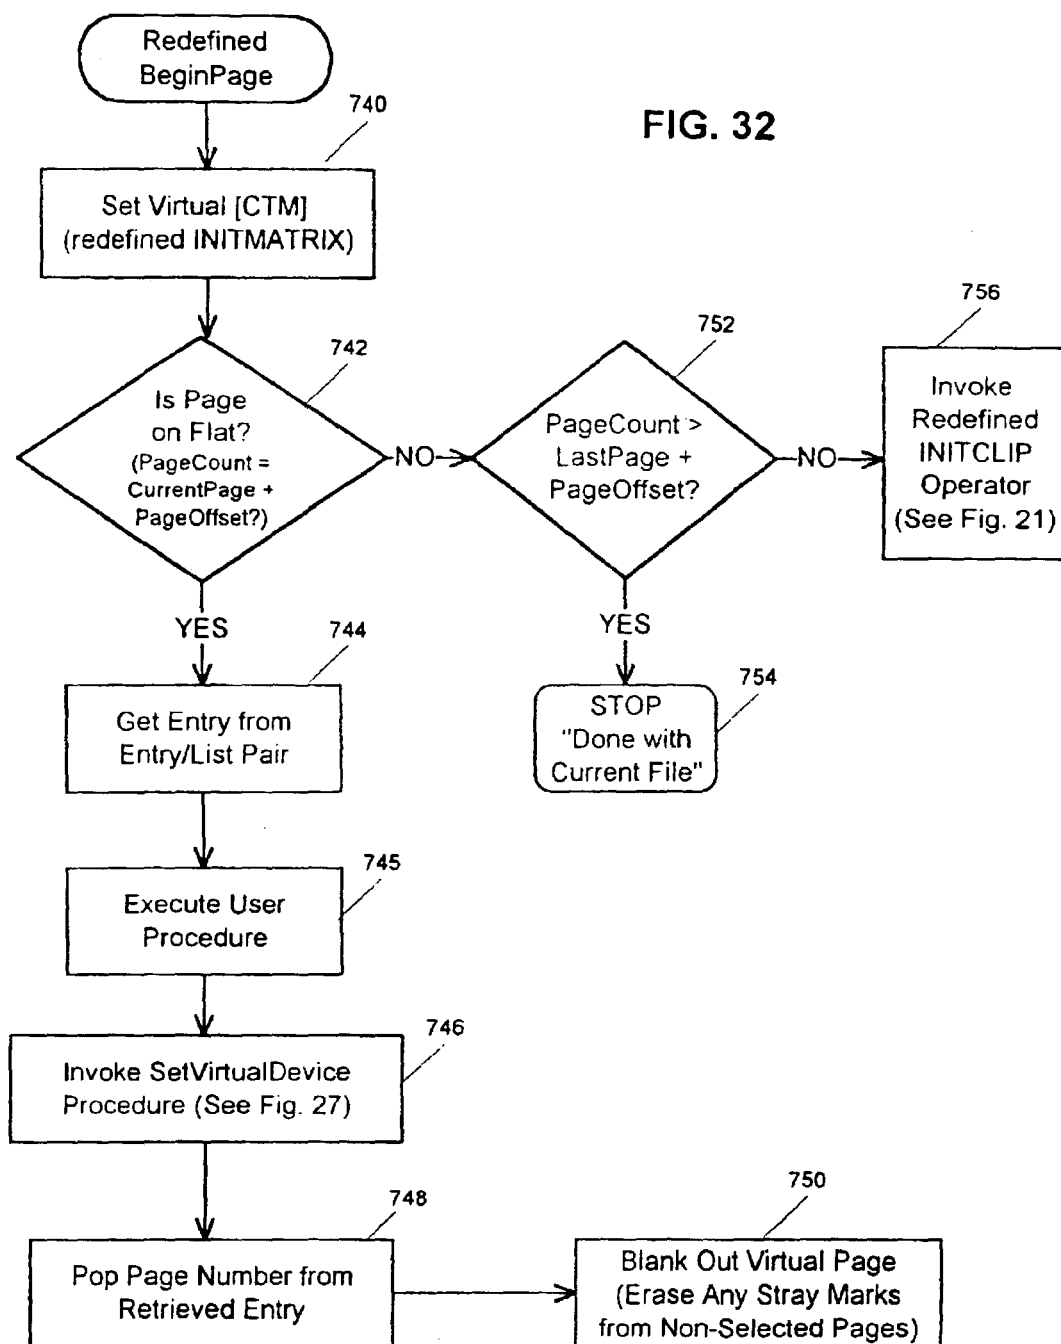 Redefined
BeginPage
FIG. 32
740
Set Virtual [CTM]
(redefined INITMATRIX)
742
Is Page
on Flat?
(PageCount =
CurrentPage +
PageOffset?)
NO
752
PageCount >
LastPage +
PageOffset?
NO
756
Invoke
Redefined
INITCLIP
Operator
(See Fig. 21)
YES
YES
744
Get Entry from
Entry/List Pair
754
STOP
"Done with
Current File"
745
Execute User
Procedure
746
Invoke SetVirtualDevice
Procedure (See Fig. 27)
748
Pop Page Number from
Retrieved Entry
750
Blank Out Virtual Page
(Erase Any Stray Marks
from Non-Selected Pages)